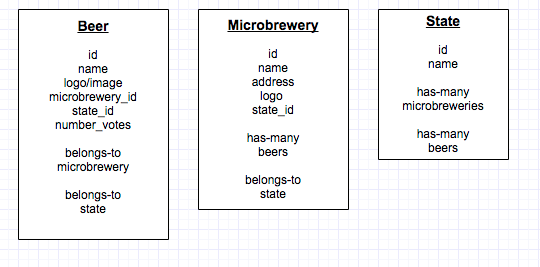 Beer
id
name
logo/image
microbrewery_id
state_id
number_votes
belongs-to
microbrewery
belongs-to
state
Microbrewery
id
name
address
logo
state_id
has-many
beers
belongs-to
state
State
id
name
has-many
microbreweries
has-many
beers